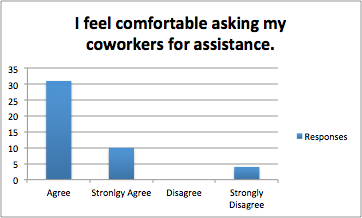 I feel comfortable asking my
coworkers for assistance.
35
30
25
20
15
10
5
0
Agree
Stronlgy Agree
Disagree
Strongly
Disagree
Responses